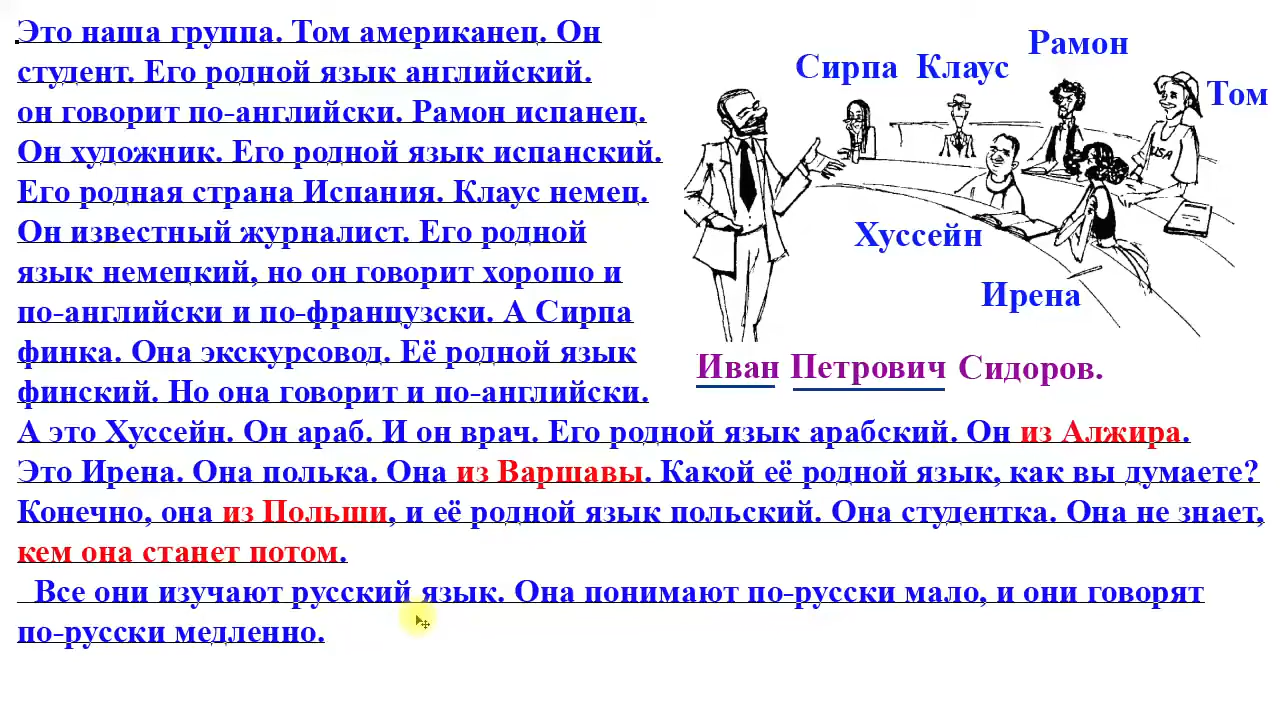 Это наша группа. Том американец. Он
студент. Его родной язык английский.
он говорит по-английски. Рамон испанец.
Он художник. Его родной язык испанский.
Его родная страна Испания. Клаус немец.
Он известный журналист. Его родной
язык немецкий, но он говорит хорошо и
по-английски и по-французски. А Сирпа
финка. Она экскурсовод. Её родной язык
финский. Но она говорит и по-английски.
А это Хуссейн. Он араб. И он врач. Его родной язык арабский. Он из Алжира.
Это Ирена. Она полька. Она из Варшавы. Какой её родной язык, как вы думаете?
Конечно, она из Польши, и её родной язык польский. Она студентка. Она не знает,
кем она станет потом.
Все они изучают русский язык. Она понимают по-русски мало, и они говорят
по-русски медленно.
Сирпа Клаус
Рамон
Том
USA
Хуссейн
Ирена
Иван Петрович Сидоров.